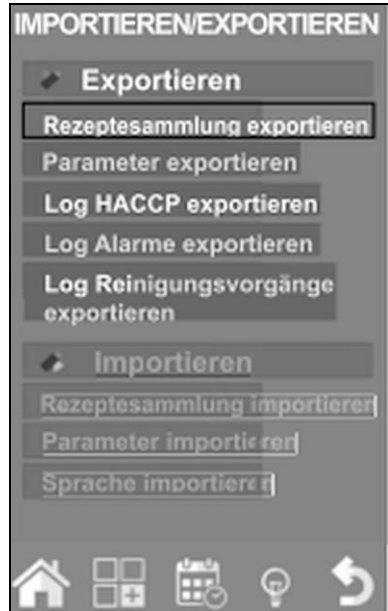 IMPORTIEREN/EXPORTIEREN
Exportieren
Rezeptesammlung exportieren
Parameter exportieren
Log HACCP exportieren
Log Alarme exportieren
Log Reinigungsvorgänge
exportieren
Importieren
Rezeptesammlung importieren
Parameter importieren
Sprache importieren